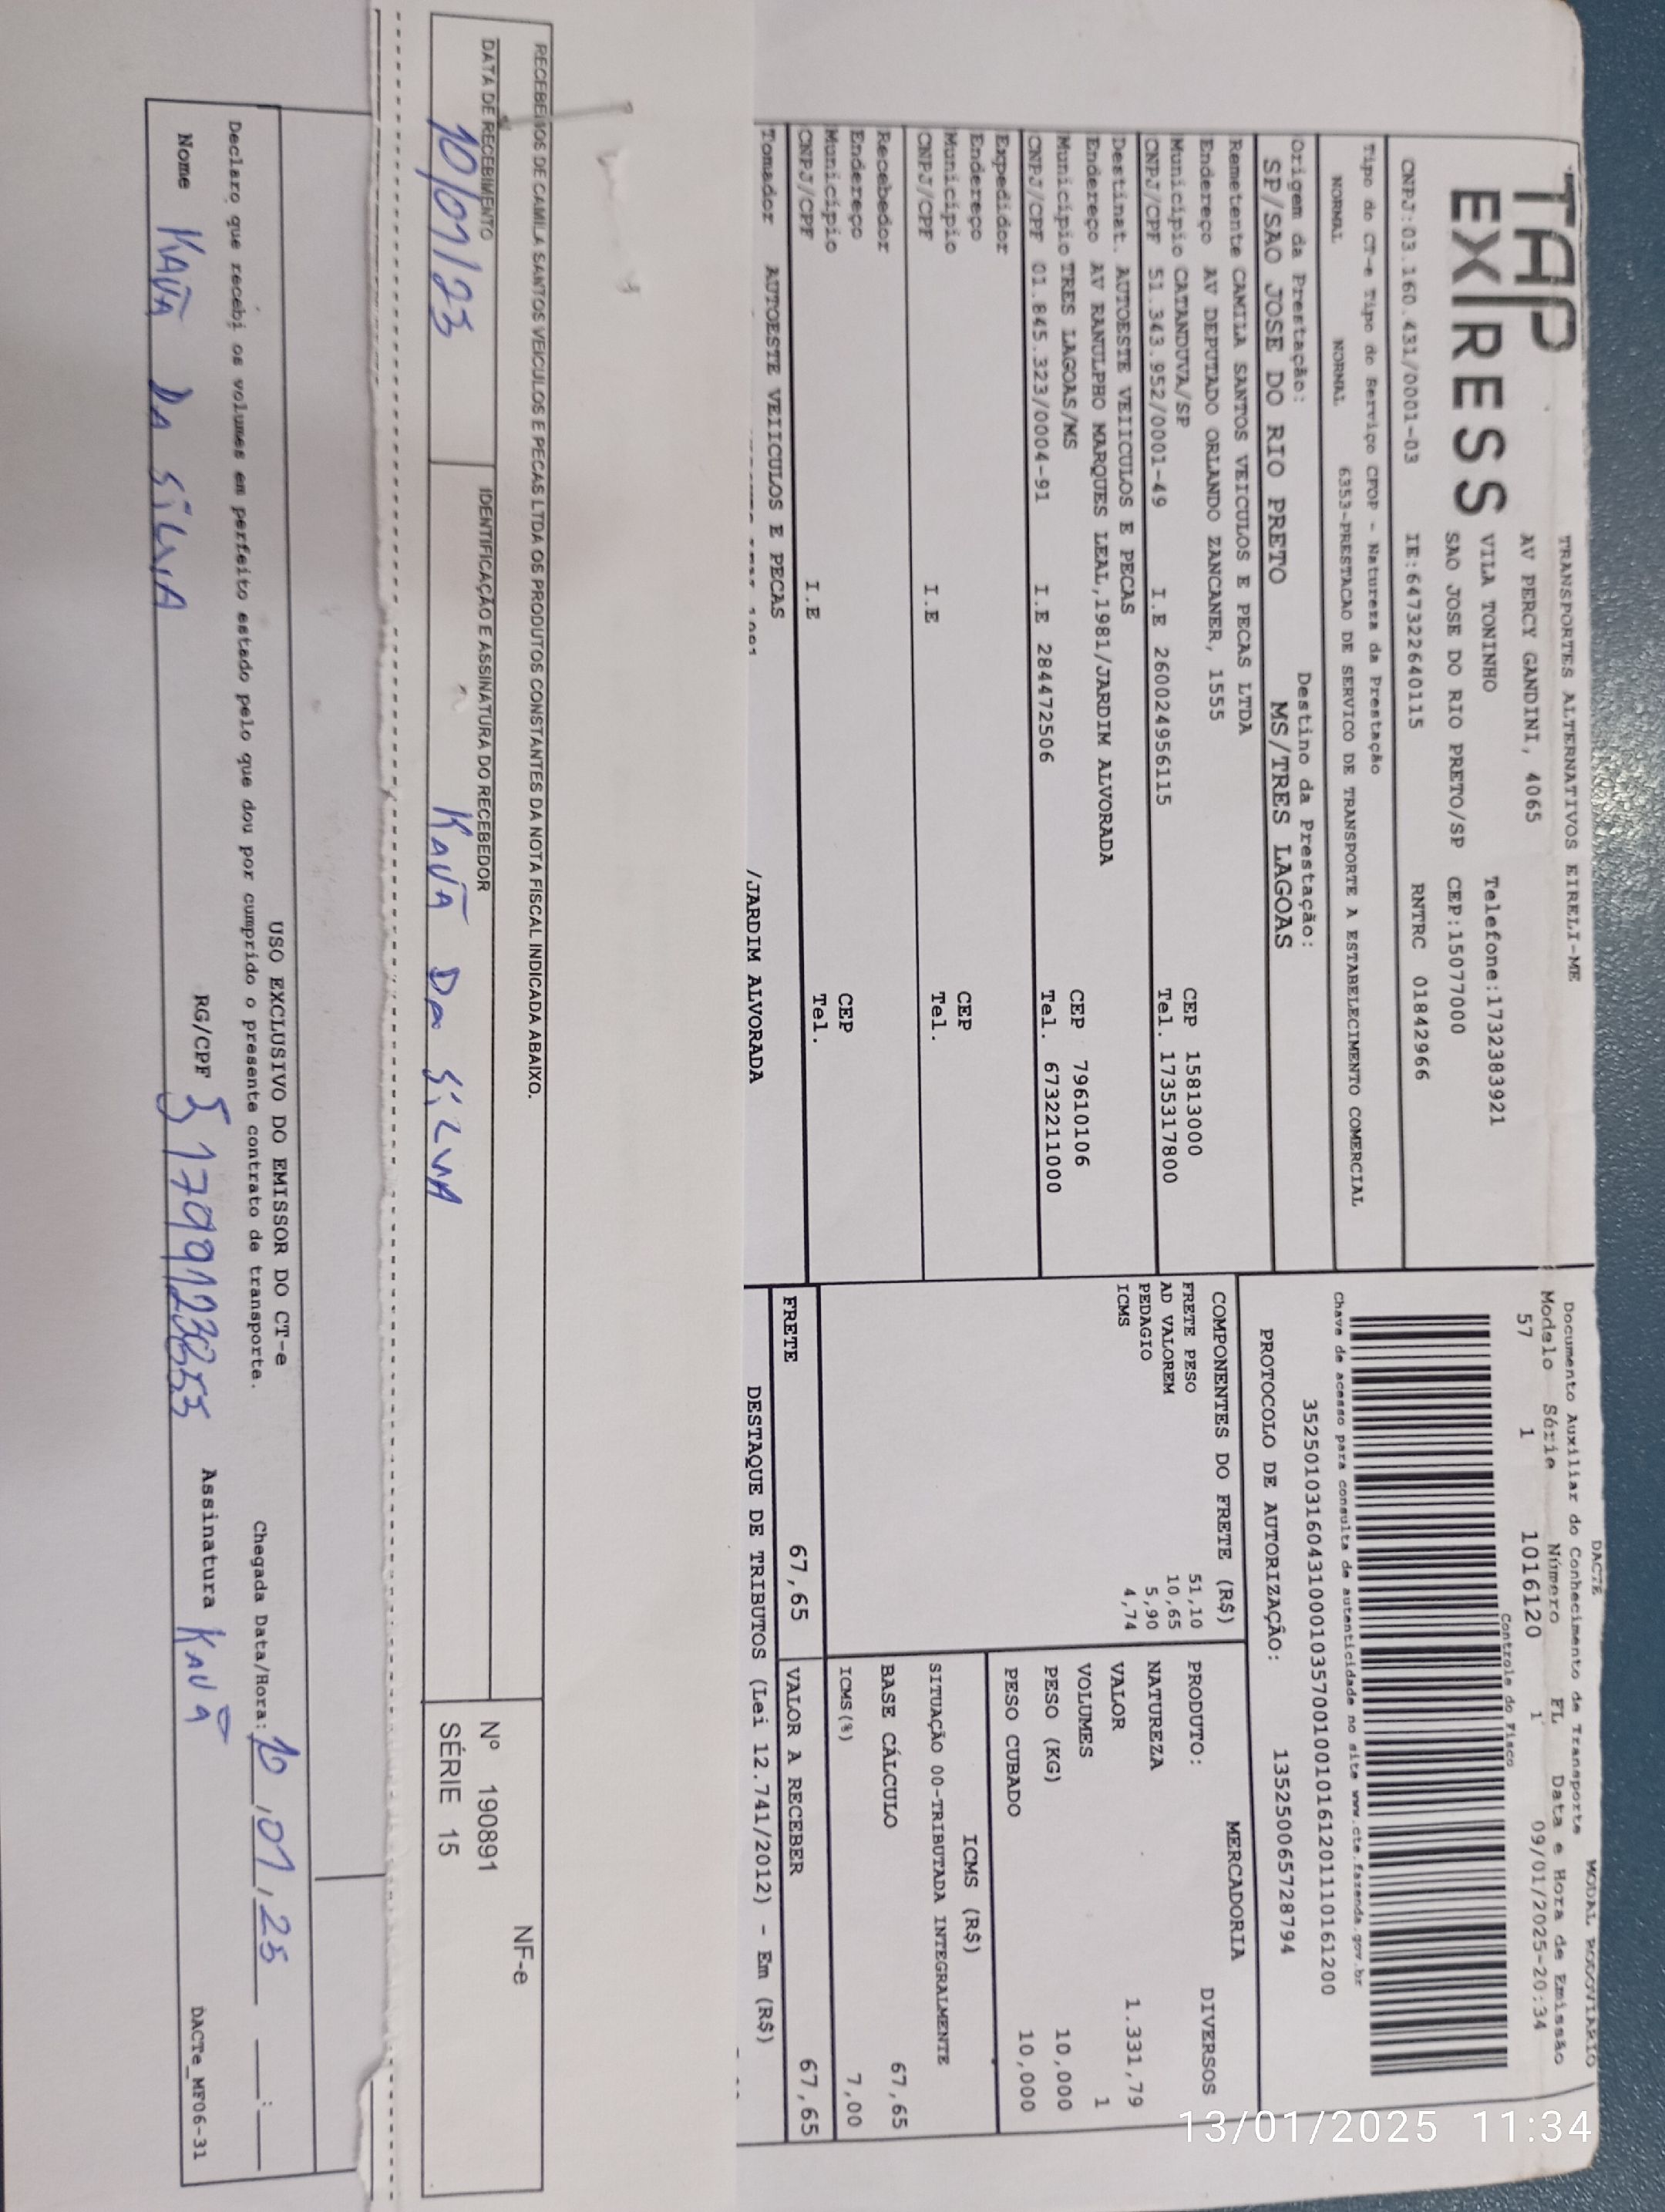 TAP
EXPRESS
TRANSPORTES ALTERNATIVOS EIRELI-ME
AV PERCY GANDINI, 4065
VILA TONINHO Telefone:1732383921
SAO JOSE DO RIO PRETO/SP CEP:15077000
CNPJ:03.160.431/0001-03 IE:647322640115 RNTRC 01842966
Tipo do CT-e Tipo do Serviço CFOP - Natureza da Prestação
NORMAL NORMAL 6353-PRESTACAO DE SERVICO DE TRANSPORTE A ESTABELECIMENTO COMERCIAL
Origem da Prestação: Destino da Prestação:
SP/SAO JOSE DO RIO PRETO MS/TRES LAGOAS
Remetente CAMILA SANTOS VEICULOS E PECAS LTDA
Endereço AV DEPUTADO ORLANDO ZANCANER, 1555 CEP 15813000
Município CATANDUVA/SP Tel. 1735317800
CNPJ/CPF 51.343.952/0001-49 I.E 260024956115
Destinat. AUTOESTE VEIICULOS E PECAS
Endereço AV RANULPHO MARQUES LEAL,1981/JARDIM ALVORADA
Município TRES LAGOAS/MS CEP 79610106
CNPJ/CPF 01.845.323/0004-91 I.E 284472506 Tel. 6732211000
Expedidor
Endereço
Município CEP
CNPJ/CPF I.E Tel.
Recebedor
Endereço
Município CEP
CNPJ/CPF I.E Tel.
Tomador AUTOESTE VEIICULOS E PECAS
/JARDIM ALVORADA
DACTE MODAL RODOVIARIO
Documento Auxiliar do Conhecimento de Transporte
Modelo Série Número FL Data e Hora de Emissão
57 1 1016120 1 09/01/2025-20:34
Controle do Fisco
Chave de acesso para consulta de autenticidade no site www.cte.fazenda.gov.br
35250103160431000103570010010161201110161200
PROTOCOLO DE AUTORIZAÇÃO: 135250065728794
COMPONENTES DO FRETE (R$)
FRETE PESO 51,10
AD VALOREM 10,65
PEDAGIO 5,90
ICMS 4,74
MERCADORIA
PRODUTO: DIVERSOS
NATUREZA
VALOR 1.331,79
VOLUMES 1
PESO (KG) 10,000
PESO CUBADO 10,000
ICMS (R$)
SITUAÇÃO 00-TRIBUTADA INTEGRALMENTE
BASE CÁLCULO 67,65
ICMS(%) 7,00
FRETE 67,65 VALOR A RECEBER 67,65
DESTAQUE DE TRIBUTOS (Lei 12.741/2012) - Em (R$)
RECEBEMOS DE CAMILA SANTOS VEICULOS E PECAS LTDA OS PRODUTOS CONSTANTES DA NOTA FISCAL INDICADA ABAIXO.
NF-e
DATA DE RECEBIMENTO IDENTIFICAÇÃO E ASSINATURA DO RECEBEDOR Nº 190891
10/01/25 KAUÃ DA SILVA SÉRIE 15
USO EXCLUSIVO DO EMISSOR DO CT-e
Declaro que recebi os volumes em perfeito estado pelo que dou por cumprido o presente contrato de transporte. Chegada Data/Hora: 10,01,25 :
Nome KAUÃ DA SILVA RG/CPF Assinatura KAUÃ
DACTe_MF06-31
13/01/2025 11:34